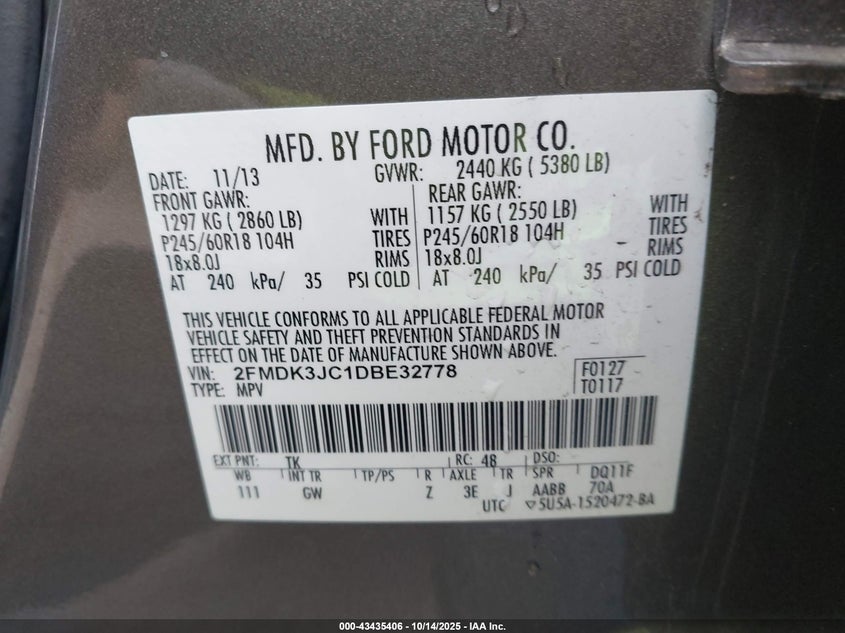 MFD. BY FORD MOTOR CO.
DATE: 11/13 GVWR: 2440 KG ( 5380 LB)
FRONT GAWR: REAR GAWR:
1297 KG ( 2860 LB) WITH 1157 KG ( 2550 LB) WITH
P245/60R18 104H TIRES P245/60R18 104H TIRES
18x8.0J RIMS 18x8.0J RIMS
AT 240 kPa/ 35 PSI COLD AT 240 kPa/ 35 PSI COLD
THIS VEHICLE CONFORMS TO ALL APPLICABLE FEDERAL MOTOR
VEHICLE SAFETY AND THEFT PREVENTION STANDARDS IN
EFFECT ON THE DATE OF MANUFACTURE SHOWN ABOVE.
VIN: 2FMDK3JC1DBE32778 F0127
TYPE: MPV T0117
EXT PNT: TK RC: 48 DSO:
WB INT TR TP/PS R AXLE TR SPR DQ11F
111 GW Z 3E J AABB 70A
UTC ▽5U5A-1520472-BA
000-43435406 - 10/14/2025 - IAA Inc.